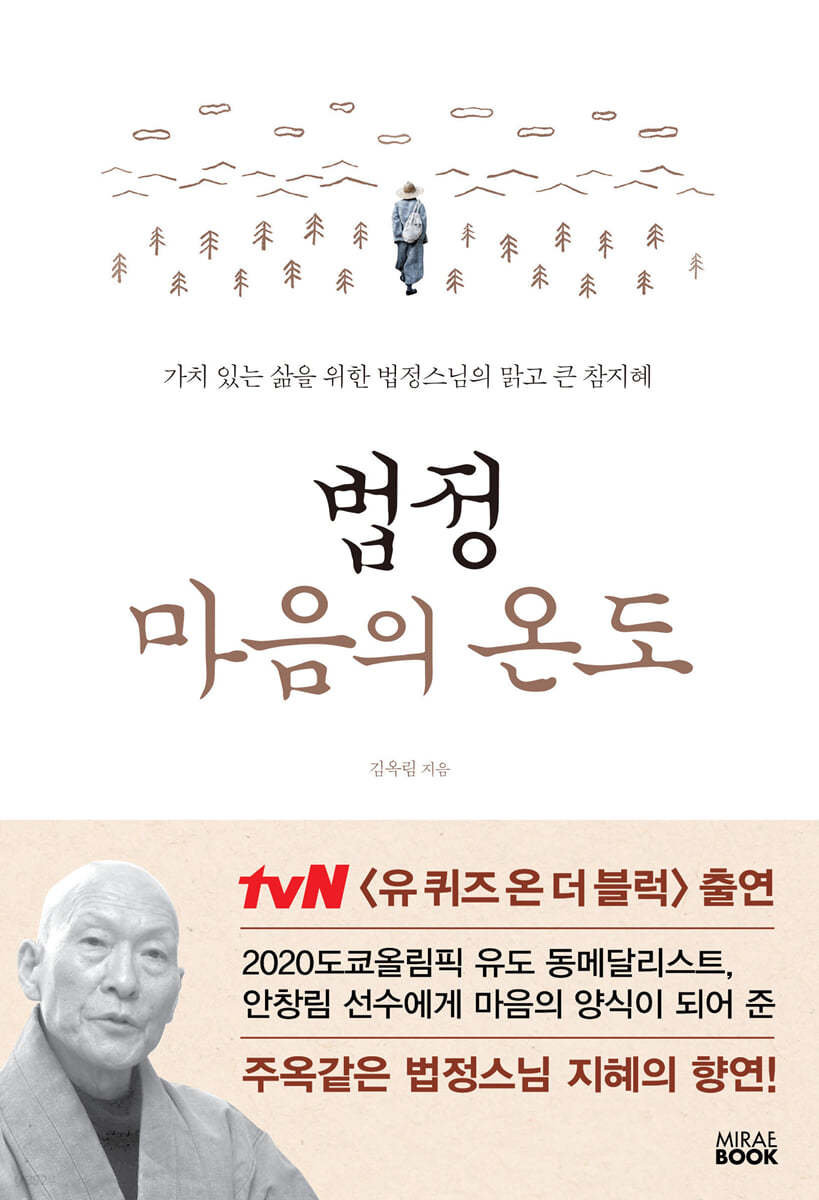 가치 있는 삶을 위한 법정스님의 맑고 큰 참지혜
법정
마음의 온도
김옥림 지음
tvN 〈유 퀴즈 온 더 블럭〉 출연
2020도쿄올림픽 유도 동메달리스트,
안창림 선수에게 마음의 양식이 되어 준
주옥같은 법정스님 지혜의 향연!
MIRAE
BOOK